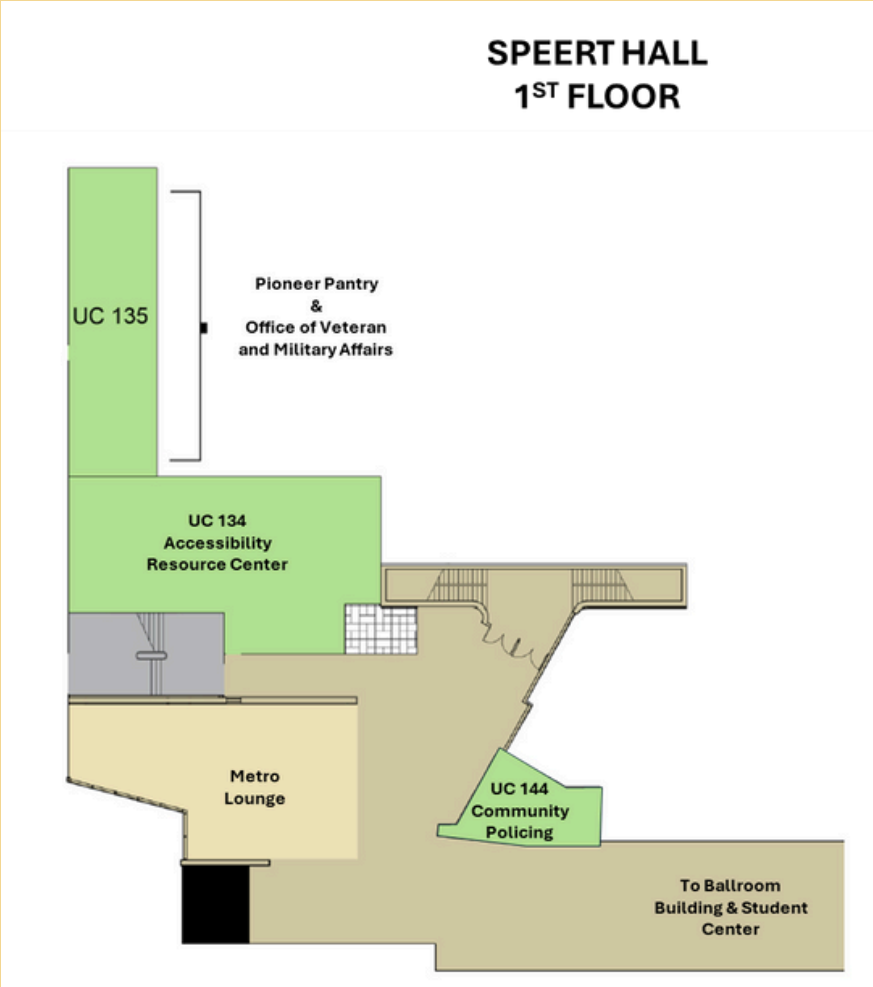 SPEERT HALL
1ST FLOOR
Pioneer Pantry
&
Office of Veteran
and Military Affairs
UC 135
UC 134
Accessibility
Resource Center
Metro
Lounge
UC 144
Community
Policing
To Ballroom
Building & Student
Center